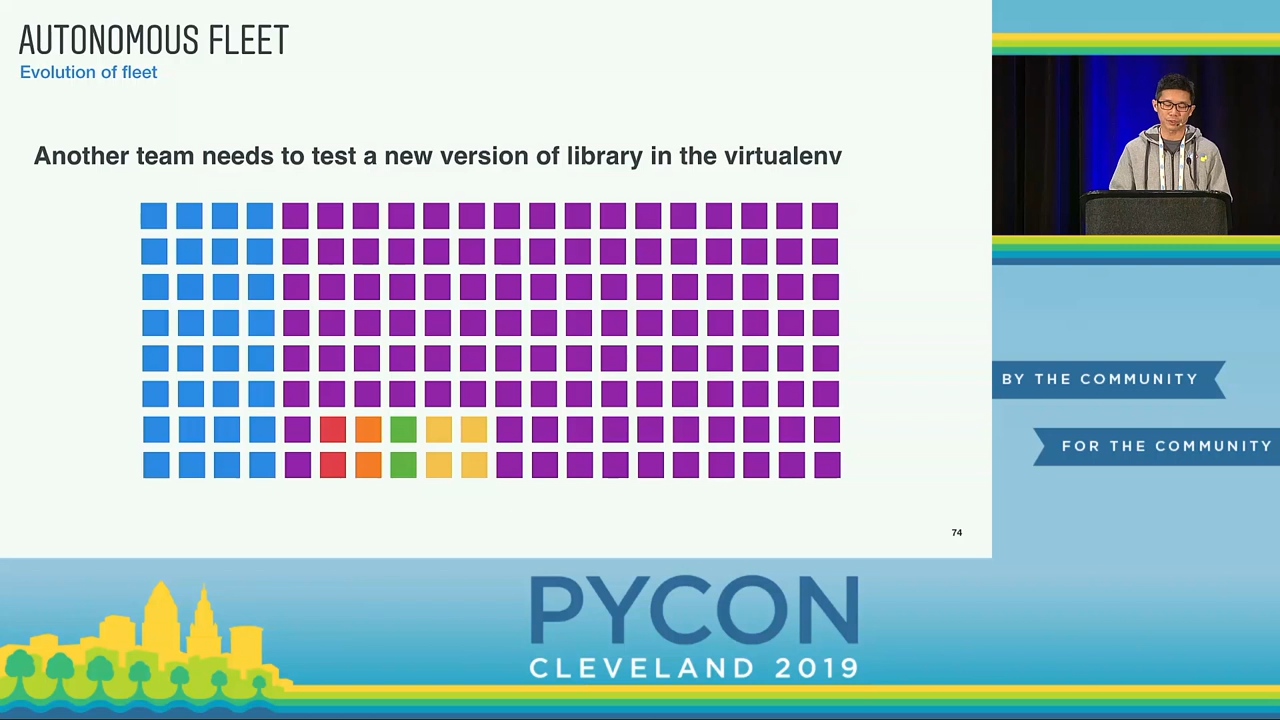 AUTONOMOUS FLEET
Evolution of fleet
Another team needs to test a new version of library in the virtualenv
74
BY THE COMMUNITY
FOR THE COMMUNITY
PYCON
CLEVELAND 2019